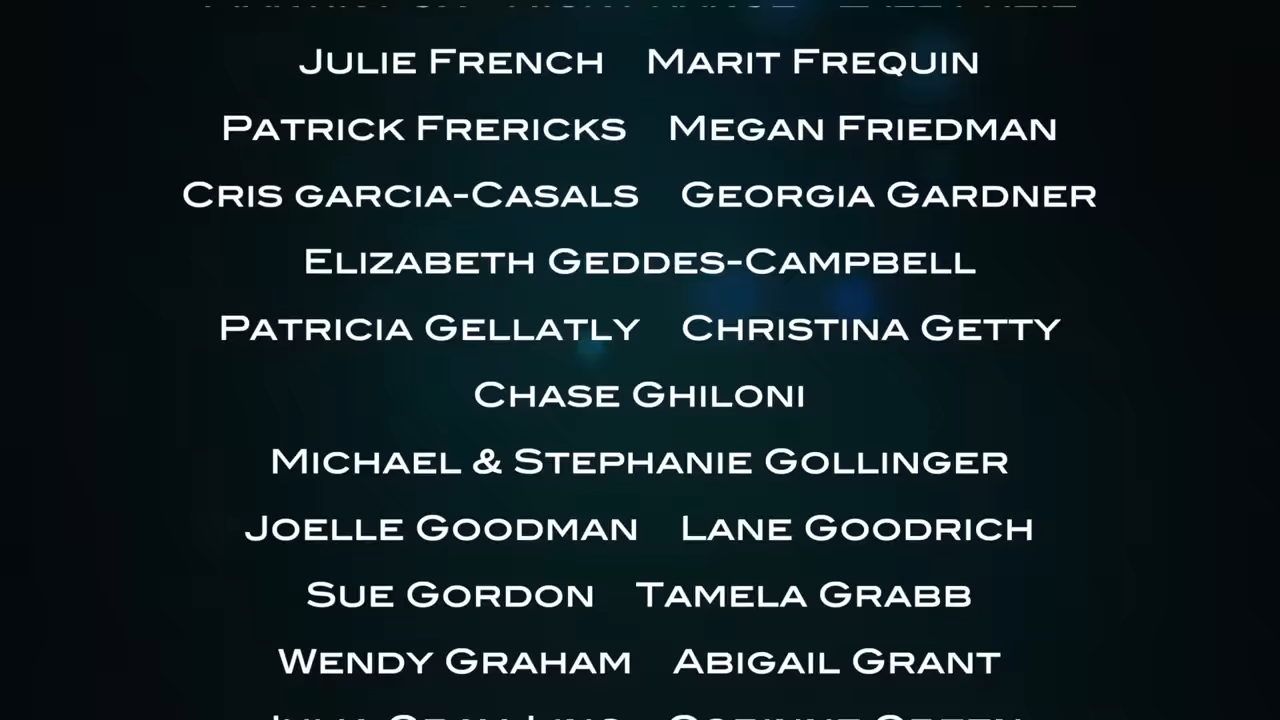 Julie French Marit Frequin
Patrick Frericks Megan Friedman
Cris garcia-Casals Georgia Gardner
Elizabeth Geddes-Campbell
Patricia Gellatly Christina Getty
Chase Ghiloni
Michael & Stephanie Gollinger
Joelle Goodman Lane Goodrich
Sue Gordon Tamela Grabb
Wendy Graham Abigail Grant